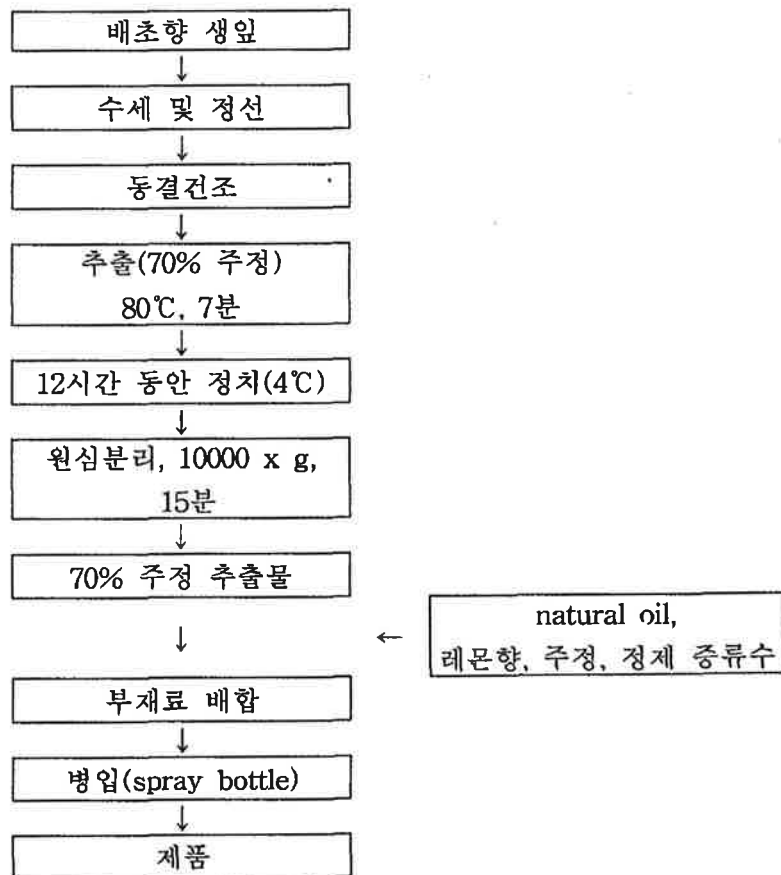 배초향 생잎
↓
수세 및 정선
↓
동결건조
↓
추출(70% 주정)
80℃, 7분
↓
12시간 동안 정치(4℃)
↓
원심분리, 10000 x g,
15분
↓
70% 주정 추출물
↓
←
natural oil,
레몬향, 주정, 정제 증류수
부재료 배합
↓
병입(spray bottle)
↓
제품